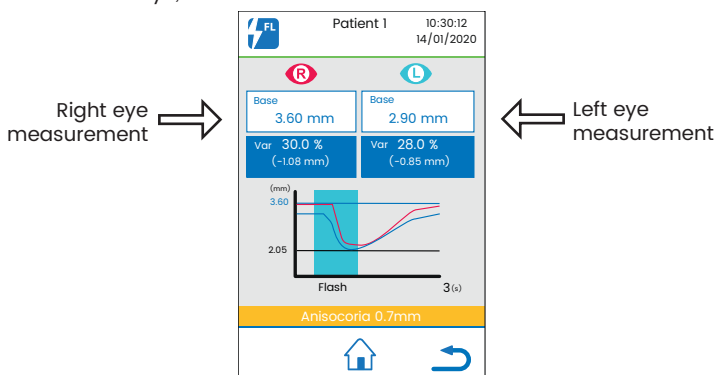 FL
Patient 1
10:30:12
14/01/2020
R
L
Right eye
measurement
Left eye
measurement
Base
3.60 mm
Base
2.90 mm
Var 30.0 %
(-1.08 mm)
Var 28.0 %
(-0.85 mm)
(mm)
3.60
2.05
Flash
3(s)
Anisocoria 0.7mm